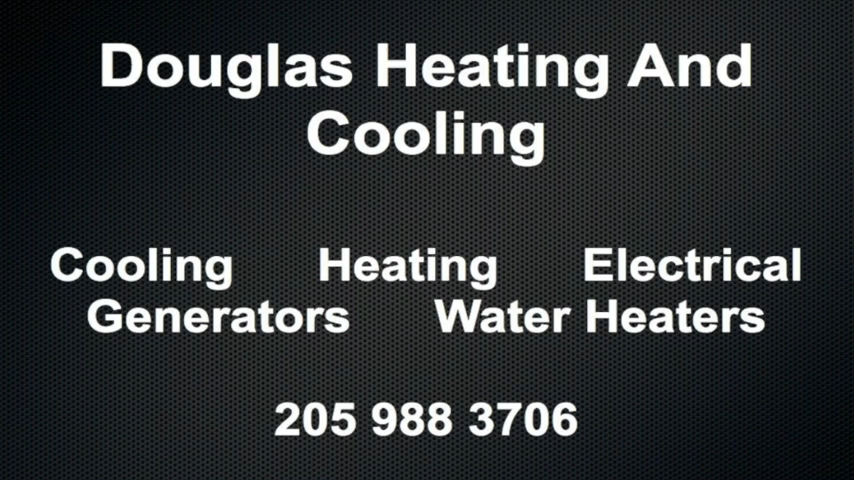 Douglas Heating And
Cooling
Cooling Heating Electrical
Generators Water Heaters
205 988 3706